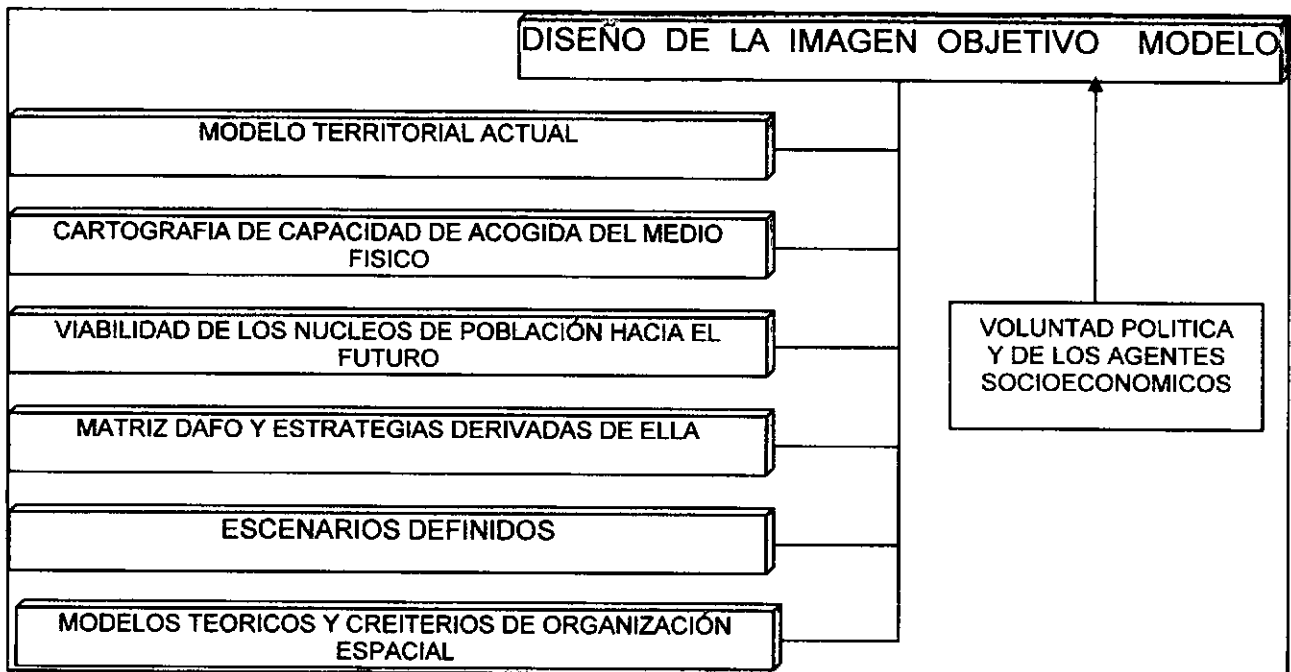 DISEÑO DE LA IMAGEN OBJETIVO MODELO
MODELO TERRITORIAL ACTUAL
CARTOGRAFIA DE CAPACIDAD DE ACOGIDA DEL MEDIO
FISICO
VIABILIDAD DE LOS NUCLEOS DE POBLACIÓN HACIA EL
FUTURO
MATRIZ DAFO Y ESTRATEGIAS DERIVADAS DE ELLA
ESCENARIOS DEFINIDOS
MODELOS TEORICOS Y CREITERIOS DE ORGANIZACIÓN
ESPACIAL
VOLUNTAD POLITICA
Y DE LOS AGENTES
SOCIOECONOMICOS